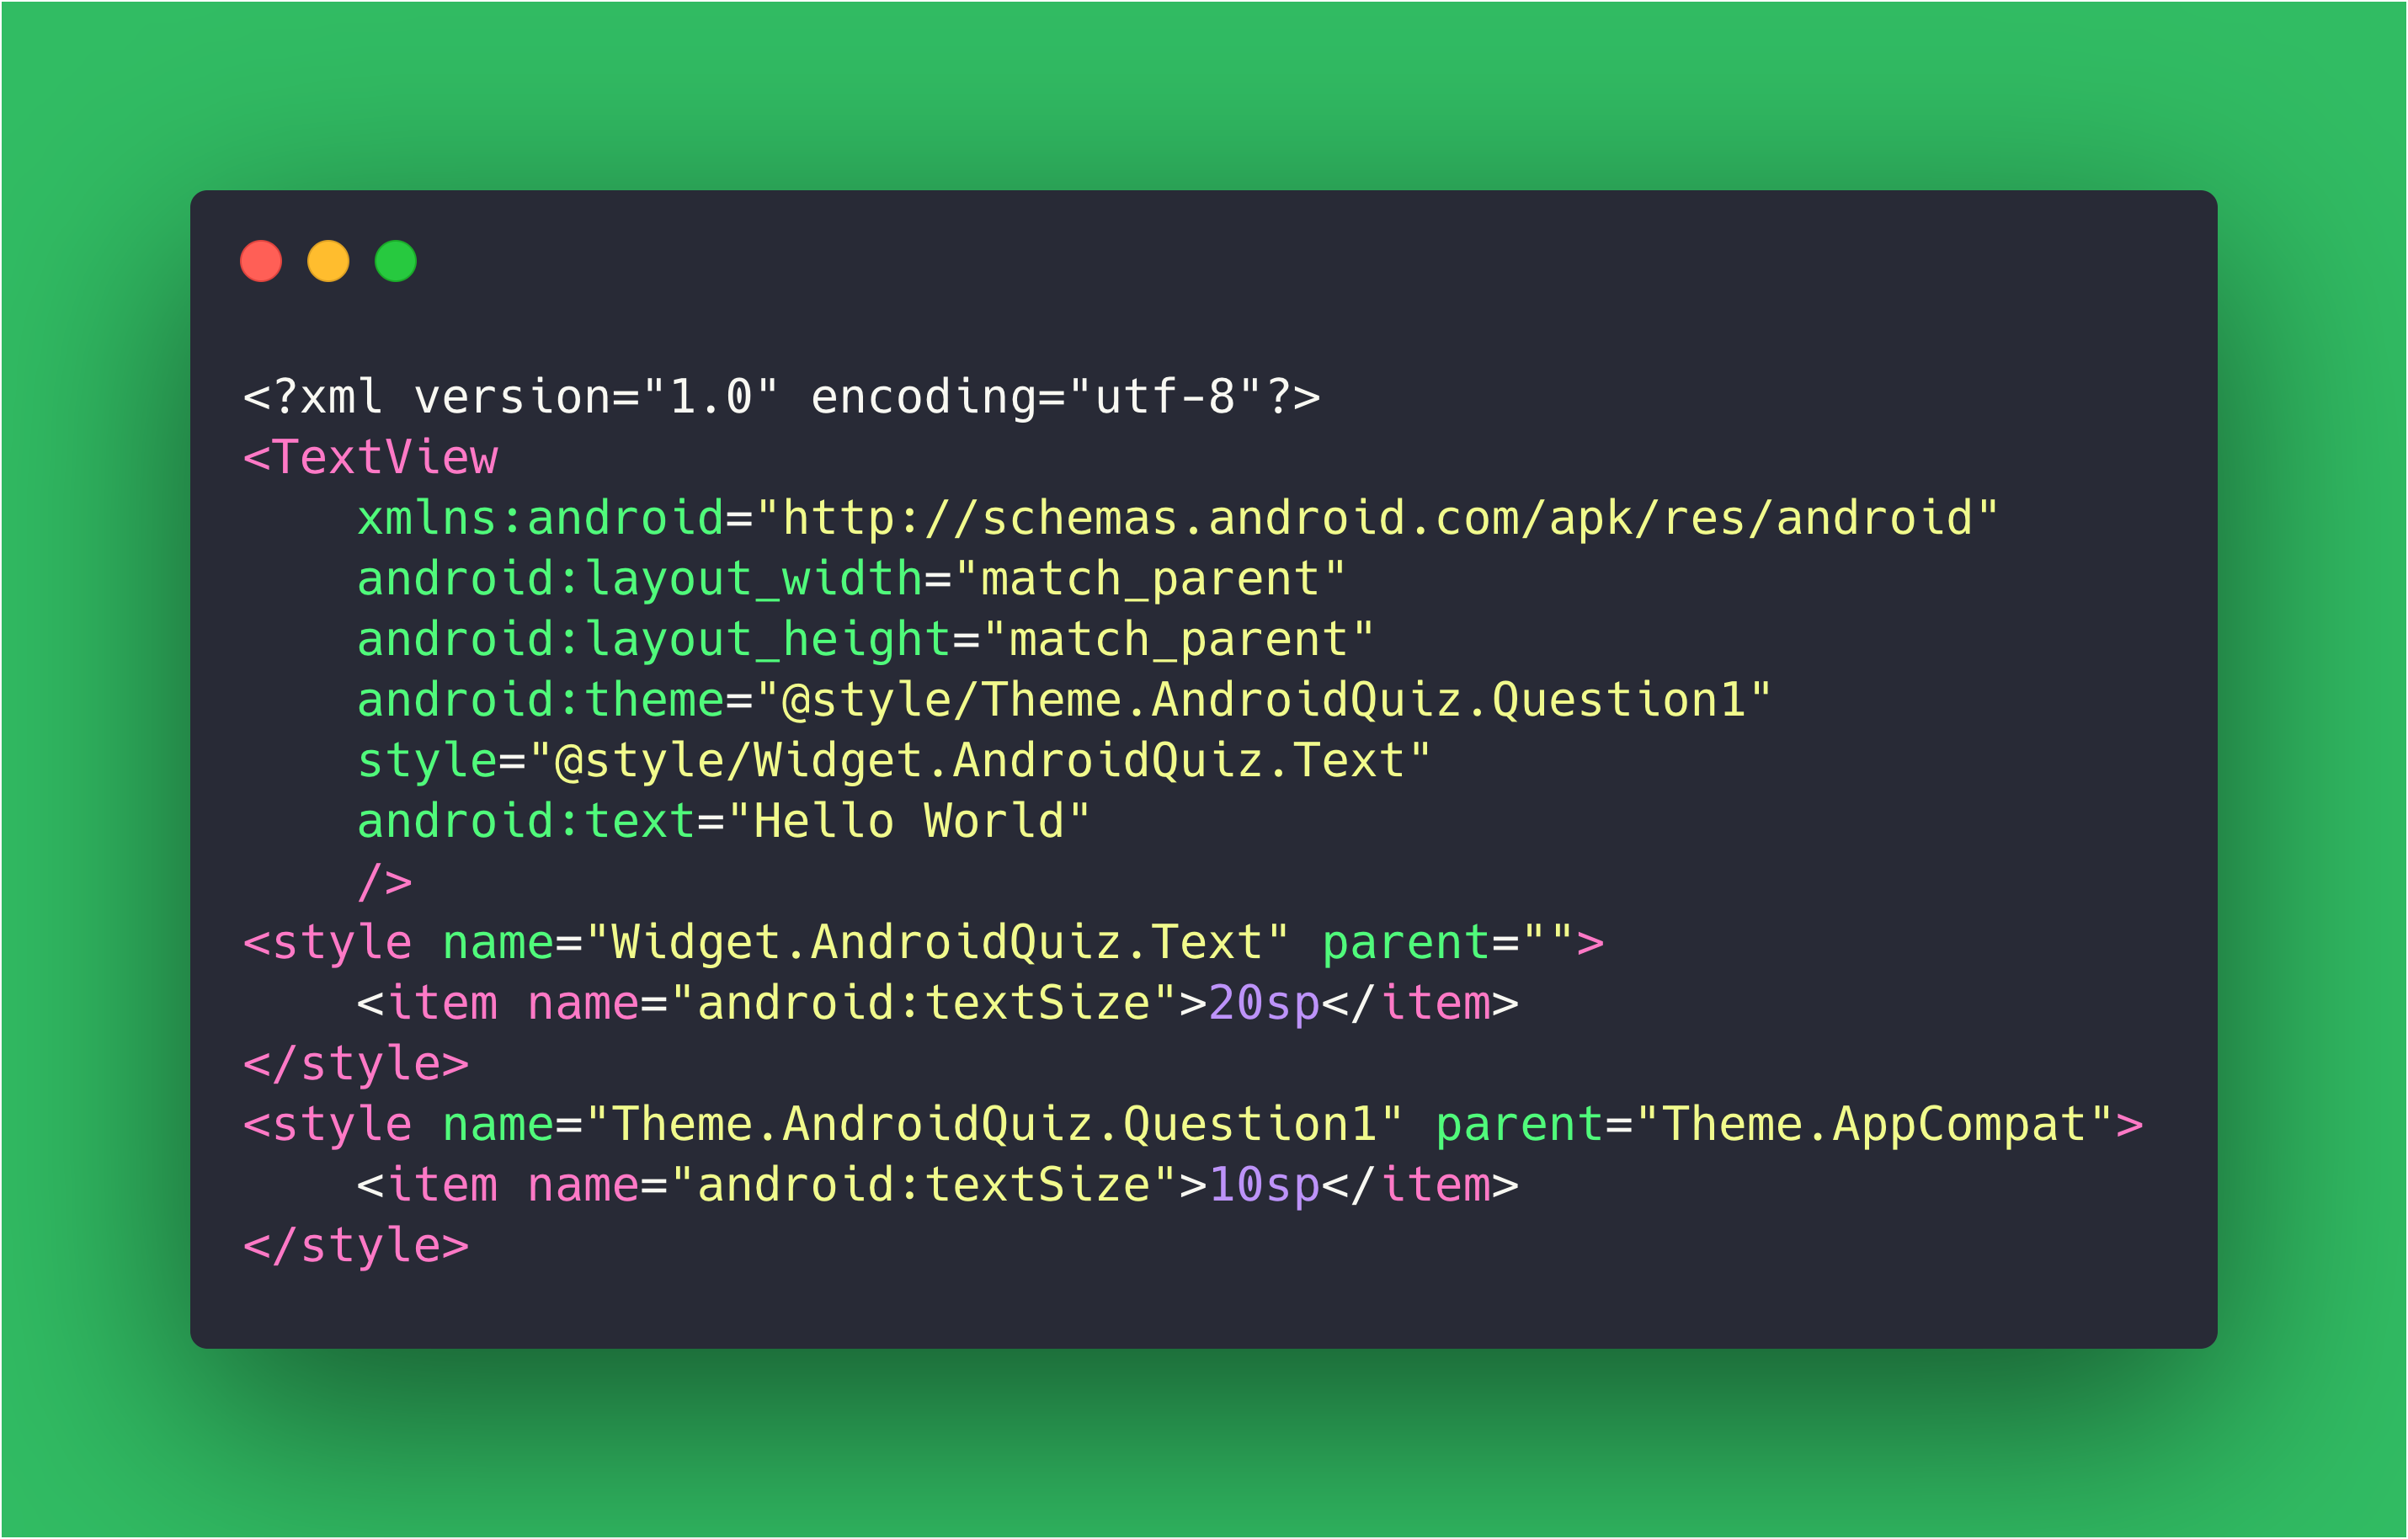 <?xml version="1.0" encoding="utf-8"?>
<TextView
    xmlns:android="http://schemas.android.com/apk/res/android"
    android:layout_width="match_parent"
    android:layout_height="match_parent"
    android:theme="@style/Theme.AndroidQuiz.Question1"
    style="@style/Widget.AndroidQuiz.Text"
    android:text="Hello World"
    />
<style name="Widget.AndroidQuiz.Text" parent="">
    <item name="android:textSize">20sp</item>
</style>
<style name="Theme.AndroidQuiz.Question1" parent="Theme.AppCompat">
    <item name="android:textSize">10sp</item>
</style>